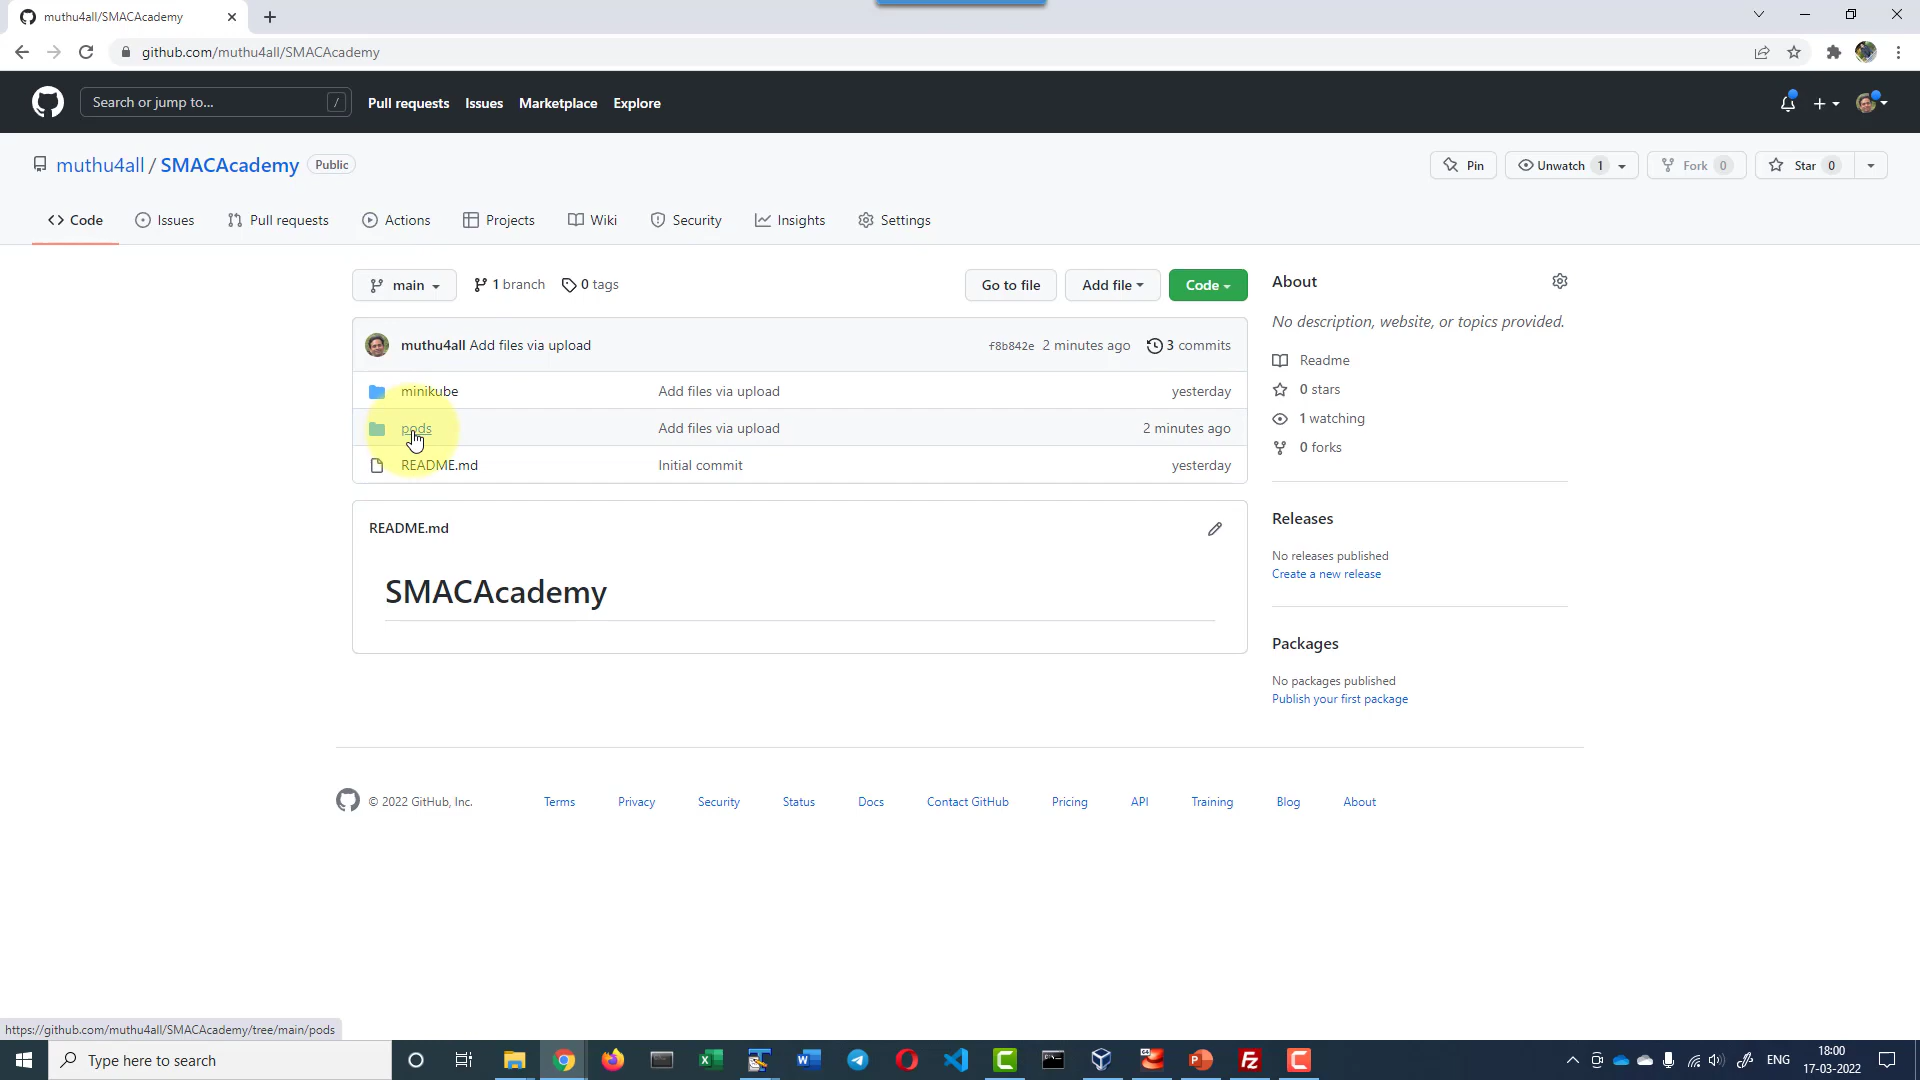 muthu4all/SMACAcademy
github.com/muthu4all/SMACAcademy
Search or jump to... /
Pull requests Issues Marketplace Explore
muthu4all / SMACAcademy Public
Pin Unwatch 1 Fork 0 Star 0
Code Issues Pull requests Actions Projects Wiki Security Insights Settings
main 1 branch 0 tags Go to file Add file Code
muthu4all Add files via upload f8b842e 2 minutes ago 3 commits
minikube Add files via upload yesterday
pods Add files via upload 2 minutes ago
README.md Initial commit yesterday
README.md
SMACAcademy
About
No description, website, or topics provided.
Readme
0 stars
1 watching
0 forks
Releases
No releases published
Create a new release
Packages
No packages published
Publish your first package
© 2022 GitHub, Inc. Terms Privacy Security Status Docs Contact GitHub Pricing API Training Blog About
https://github.com/muthu4all/SMACAcademy/tree/main/pods
Type here to search
ENG
18:00
17-03-2022